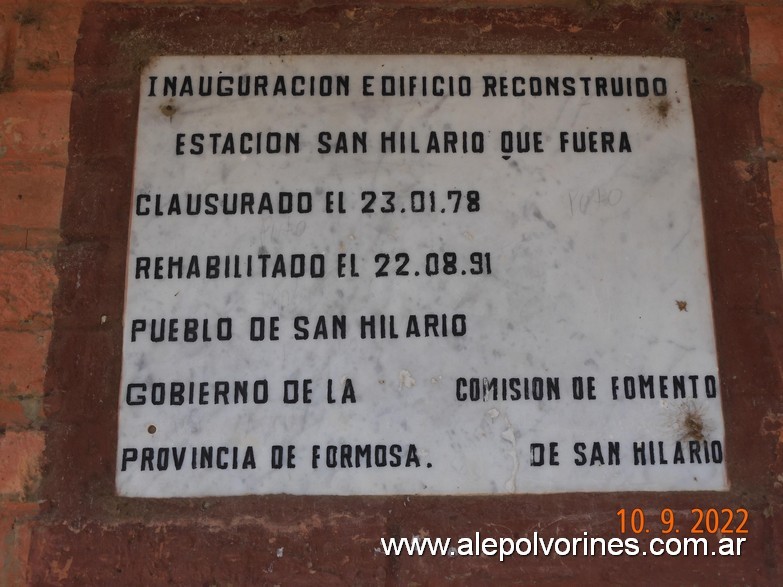 INAUGURACION EDIFICIO RECONSTRUIDO
ESTACION SAN HILARIO QUE FUERA
CLAUSURADO EL 23.01.78
REHABILITADO EL 22.08.91
PUEBLO DE SAN HILARIO
GOBIERNO DE LA COMISION DE FOMENTO
PROVINCIA DE FORMOSA. DE SAN HILARIO
10. 9. 2022
www.alepolvorines.com.ar